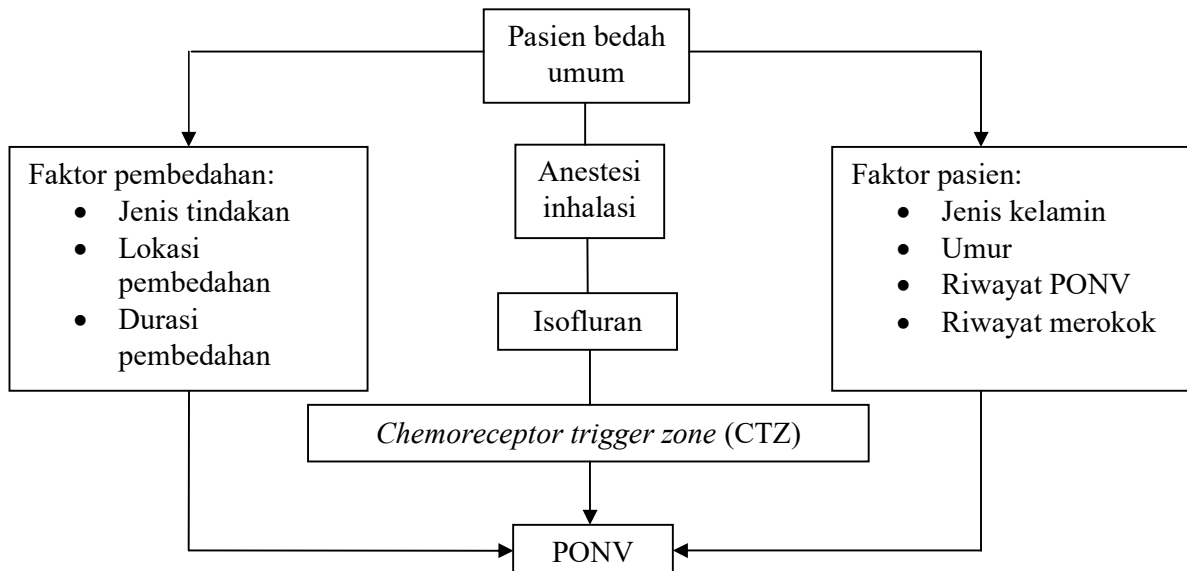 Pasien bedah
umum
Faktor pembedahan:
• Jenis tindakan
• Lokasi
pembedahan
• Durasi
pembedahan
Anestesi
inhalasi
Faktor pasien:
• Jenis kelamin
• Umur
• Riwayat PONV
• Riwayat merokok
Isofluran
Chemoreceptor trigger zone (CTZ)
PONV